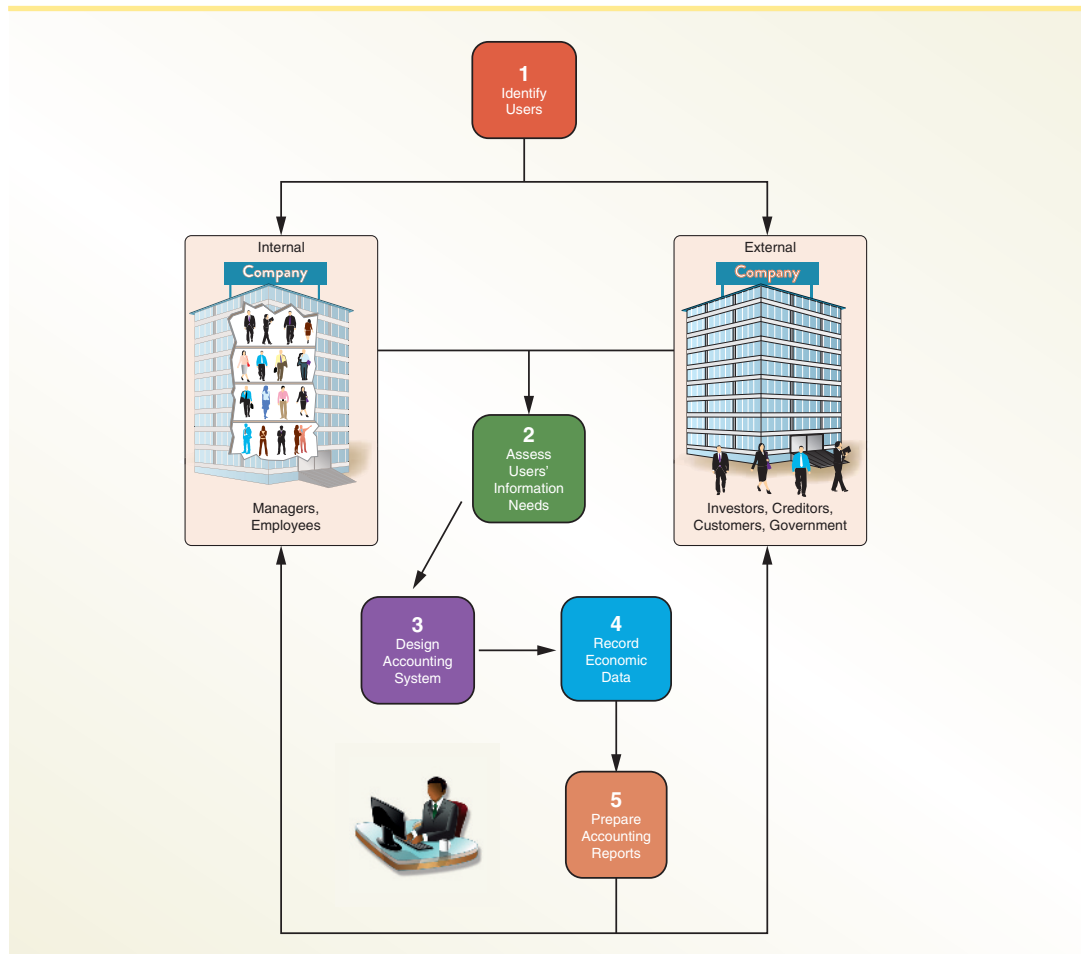 1
Identify
Users
Internal
Company
Managers,
Employees
External
Company
Investors, Creditors,
Customers, Government
2
Assess
Users’
Information
Needs
3
Design
Accounting
System
4
Record
Economic
Data
5
Prepare
Accounting
Reports